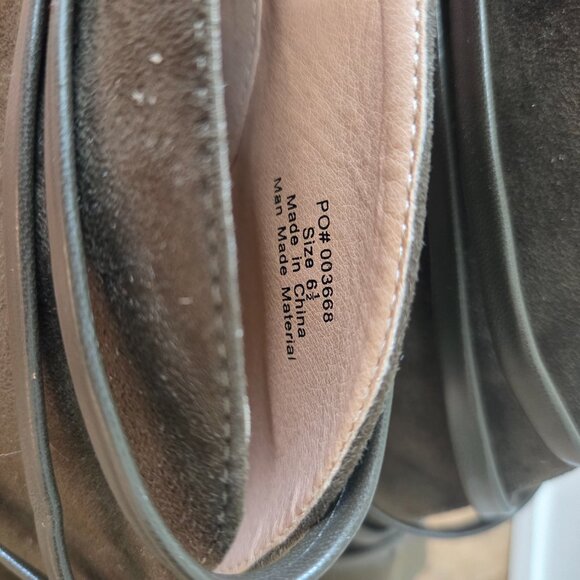 PO# 003668
Size 6½
Made in China
Man Made Material